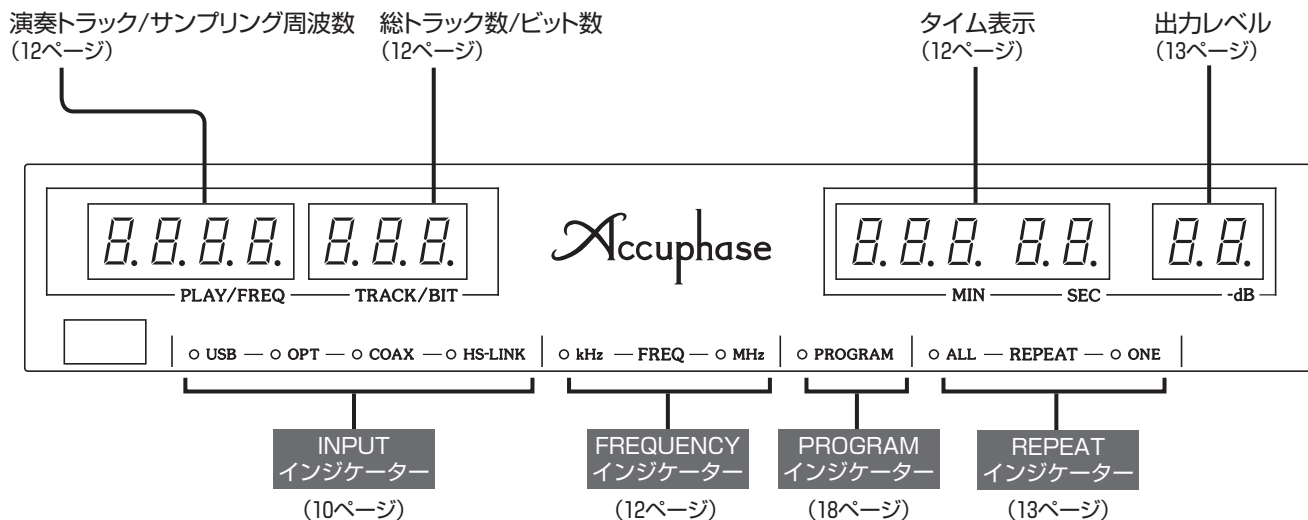 演奏トラック/サンプリング周波数
(12ページ)
総トラック数/ビット数
(12ページ)
タイム表示
(12ページ)
出力レベル
(13ページ)
8.8.8.8. 8.8.8. Accuphase 8.8.8. 8.8. 8.8.
PLAY/FREQ TRACK/BIT MIN SEC -dB
USB OPT COAX HS-LINK kHz FREQ MHz PROGRAM ALL REPEAT ONE
INPUT
インジケーター
(10ページ)
FREQUENCY
インジケーター
(12ページ)
PROGRAM
インジケーター
(18ページ)
REPEAT
インジケーター
(13ページ)